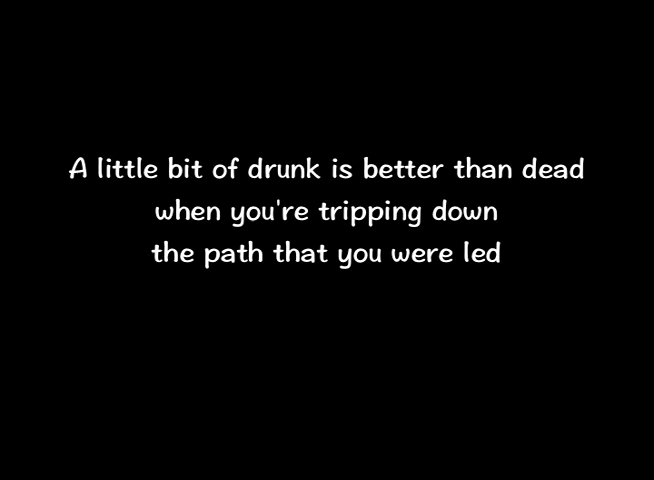 A little bit of drunk is better than dead
when you're tripping down
the path that you were led